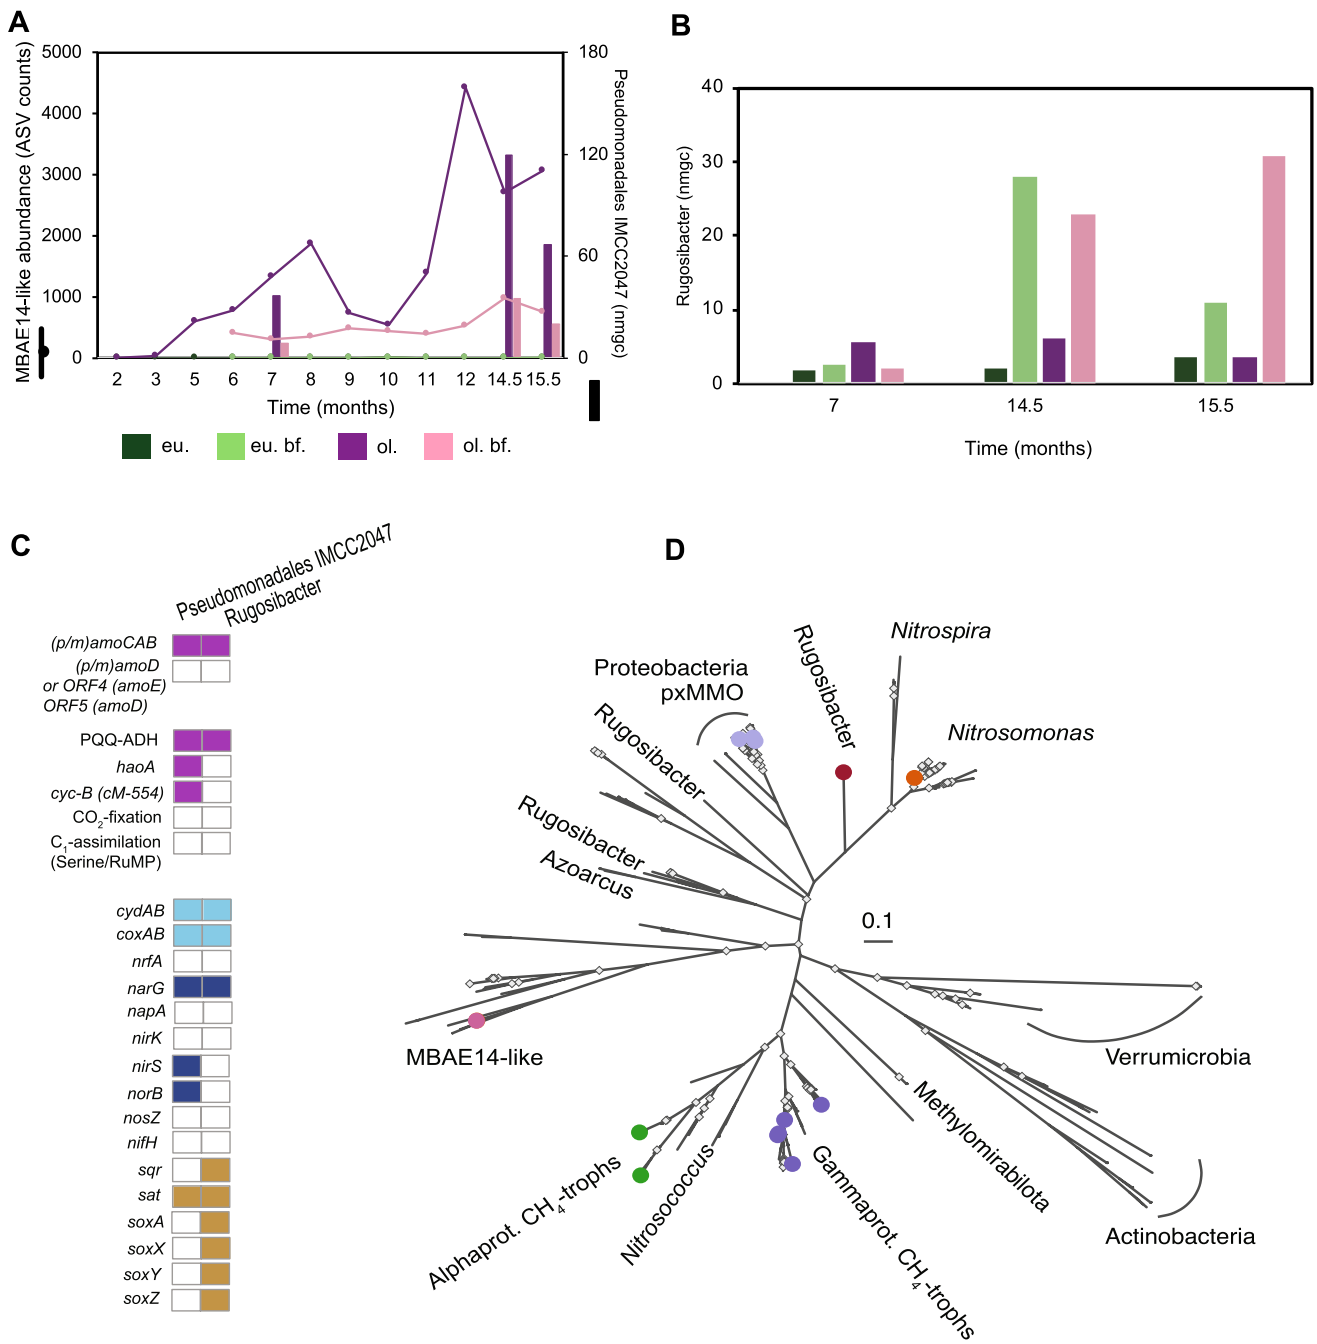 A
MBAE14-like abundance (ASV counts)
5000
4000
3000
2000
1000
0
180
120
60
0
Pseudomonadales IMCC2047 (nmgc)
2 3 5 6 7 8 9 10 11 12 14.5 15.5
Time (months)
eu. eu. bf. ol. ol. bf.
B
Rugosibacter (nmgc)
40
30
20
10
0
7 14.5 15.5
Time (months)
C
Pseudomonadales IMCC2047
Rugosibacter
(p/m)amoCAB
(p/m)amoD
or ORF4 (amoE)
ORF5 (amoD)
PQQ-ADH
haoA
cyc-B (cM-554)
CO2-fixation
C1-assimilation
(Serine/RuMP)
cydAB
coxAB
nrfA
narG
napA
nirK
nirS
norB
nosZ
nifH
sqr
sat
soxA
soxX
soxY
soxZ
D
Nitrospira
Rugosibacter
Proteobacteria
pxMMO
Nitrosomonas
Rugosibacter
Rugosibacter
Azoarcus
0.1
MBAE14-like
Verrumicrobia
Methylomirabilota
Actinobacteria
Alphaprot. CH4-trophs
Nitrosococcus
Gammaprot. CH4-trophs